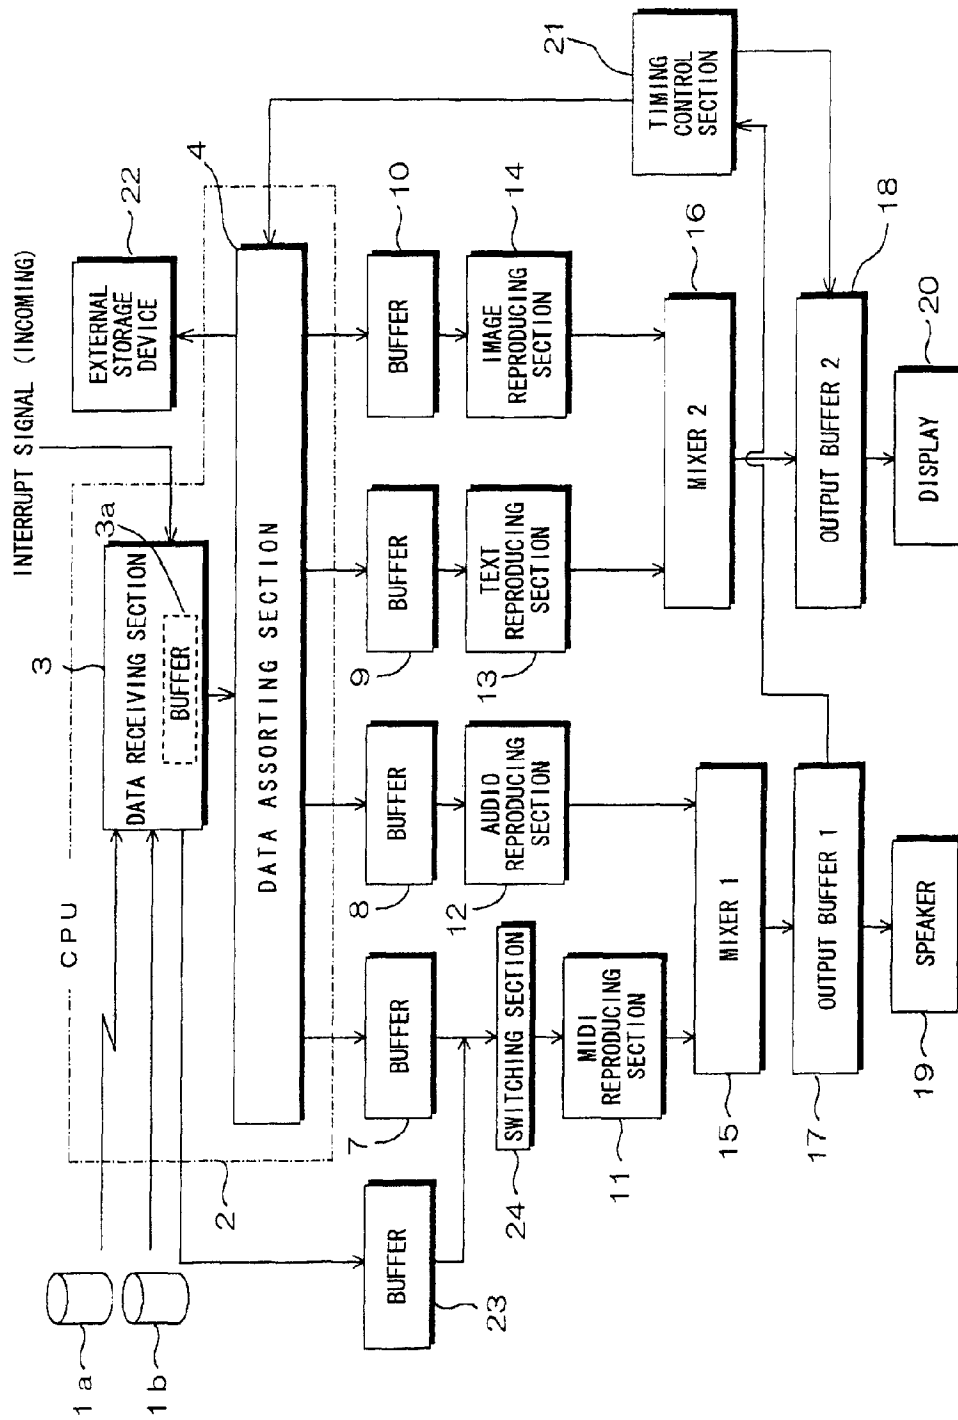 INTERRUPT SIGNAL (INCOMING)
CPU
1a
1b
2
3
DATA RECEIVING SECTION
BUFFER
3a
4
DATA ASSORTING SECTION
EXTERNAL
STORAGE
DEVICE
22
BUFFER
23
BUFFER
7
BUFFER
8
BUFFER
9
BUFFER
10
SWITCHING SECTION
24
MIDI
REPRODUCING
SECTION
11
AUDIO
REPRODUCING
SECTION
12
TEXT
REPRODUCING
SECTION
13
IMAGE
REPRODUCING
SECTION
14
TIMING
CONTROL
SECTION
21
MIXER 1
15
MIXER 2
16
OUTPUT BUFFER 1
17
OUTPUT BUFFER 2
18
SPEAKER
19
DISPLAY
20